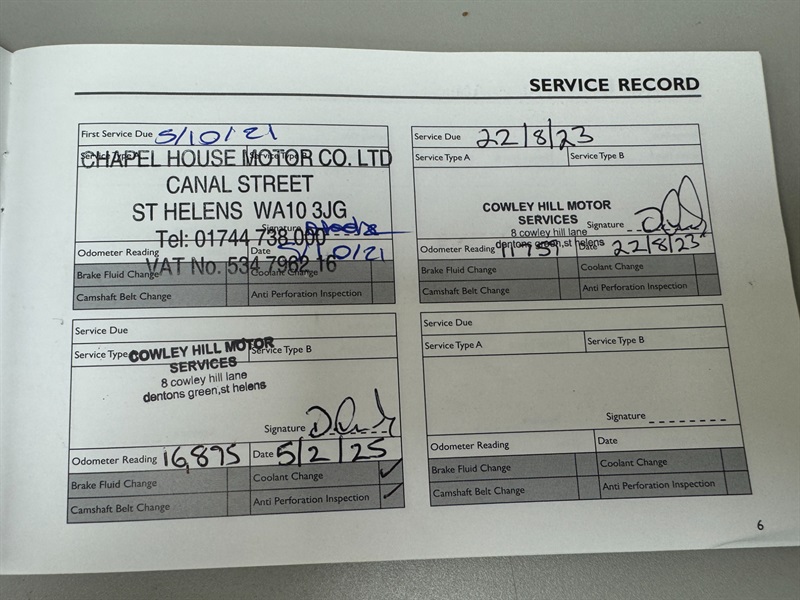 SERVICE RECORD
First Service Due 5/10/21
Service Type A Service Type B
CHAPEL HOUSE MOTOR CO. LTD
CANAL STREET
ST HELENS WA10 3JG
Tel: 01744 738 000
VAT No. 534 7962 16
Signature
Odometer Reading
Date 5/10/21
Brake Fluid Change
Coolant Change
Camshaft Belt Change
Anti Perforation Inspection
Service Due 22/8/23
Service Type A Service Type B
COWLEY HILL MOTOR
SERVICES
8 cowley hill lane
dentons green,st helens
Signature
Odometer Reading
Date 22/8/23
Brake Fluid Change
Coolant Change
Camshaft Belt Change
Anti Perforation Inspection
Service Due
Service Type Service Type B
COWLEY HILL MOTOR
SERVICES
8 cowley hill lane
dentons green,st helens
Signature
Odometer Reading 16,895
Date 5/2/25
Brake Fluid Change
Coolant Change ✓
Camshaft Belt Change
Anti Perforation Inspection ✓
Service Due
Service Type A Service Type B
Signature
Odometer Reading
Date
Brake Fluid Change
Coolant Change
Camshaft Belt Change
Anti Perforation Inspection
6